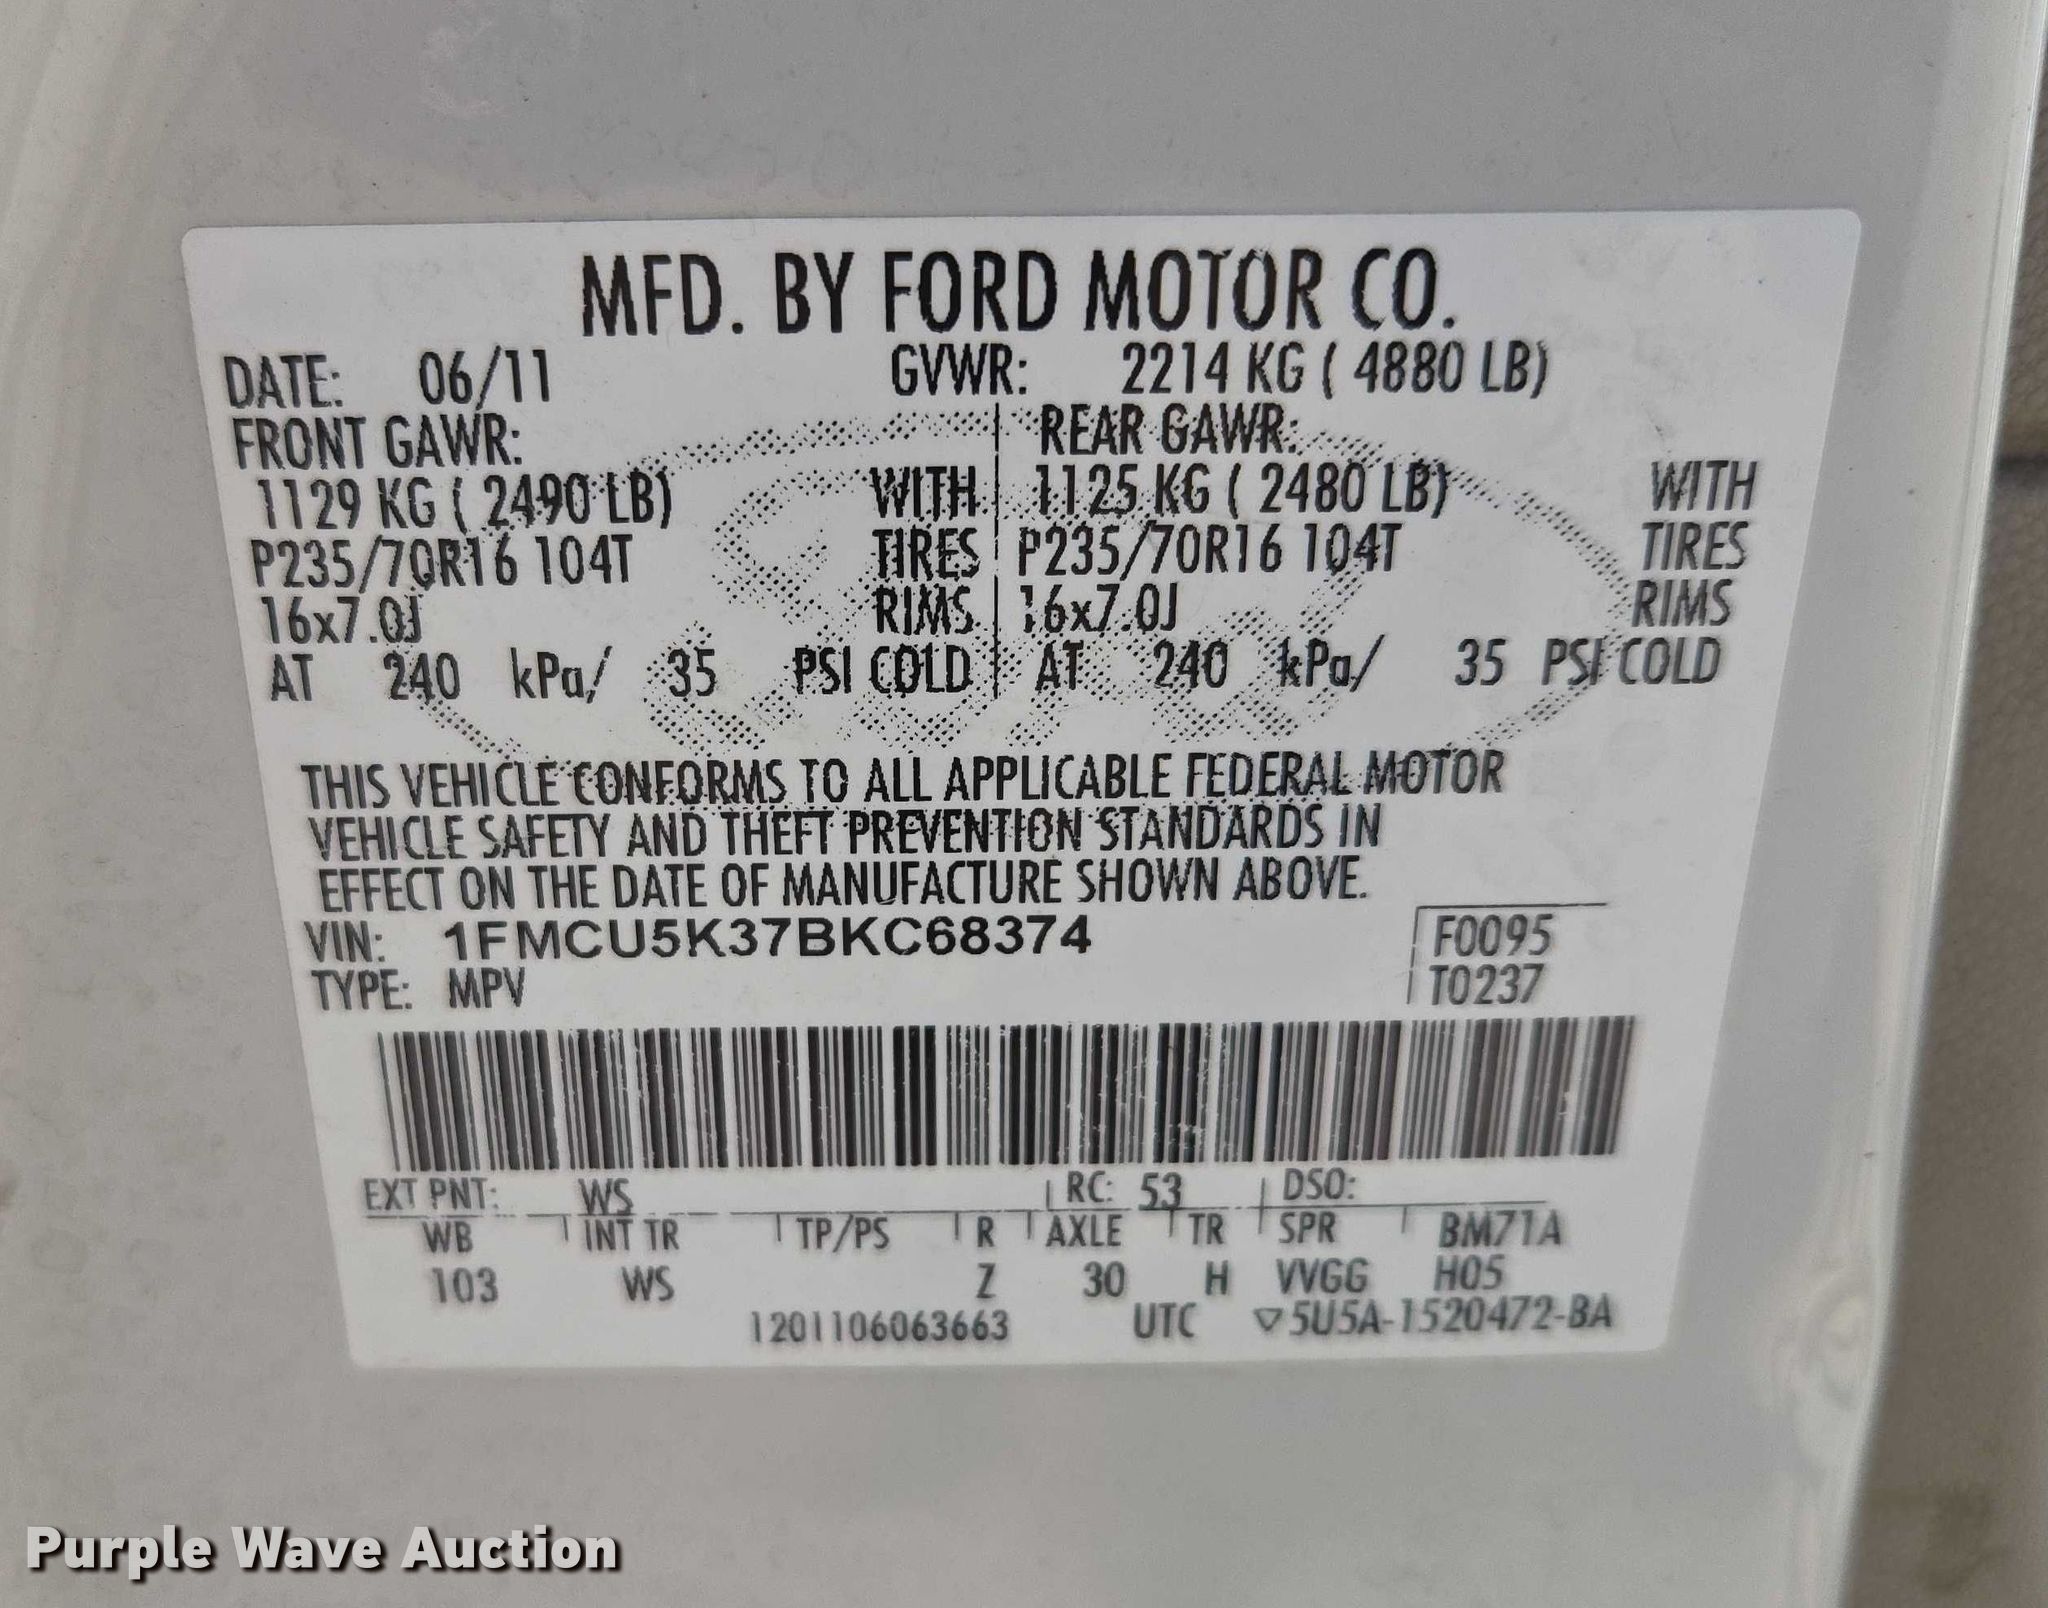 MFD. BY FORD MOTOR CO.
DATE: 06/11 GVWR: 2214 KG ( 4880 LB)
FRONT GAWR: REAR GAWR:
1129 KG ( 2490 LB) WITH 1125 KG ( 2480 LB) WITH
P235/70R16 104T TIRES P235/70R16 104T TIRES
16x7.0J RIMS 16x7.0J RIMS
AT 240 kPa/ 35 PSI COLD AT 240 kPa/ 35 PSI COLD
THIS VEHICLE CONFORMS TO ALL APPLICABLE FEDERAL MOTOR
VEHICLE SAFETY AND THEFT PREVENTION STANDARDS IN
EFFECT ON THE DATE OF MANUFACTURE SHOWN ABOVE.
VIN: 1FMCU5K37BKC68374 F0095
TYPE: MPV T0237
EXT PNT: WS RC: 53 DSO:
WB INT TR TP/PS R AXLE TR SPR BM71A
103 WS Z 30 H VVGG H05
1201106063663 UTC ▽5U5A-1520472-BA
Purple Wave Auction